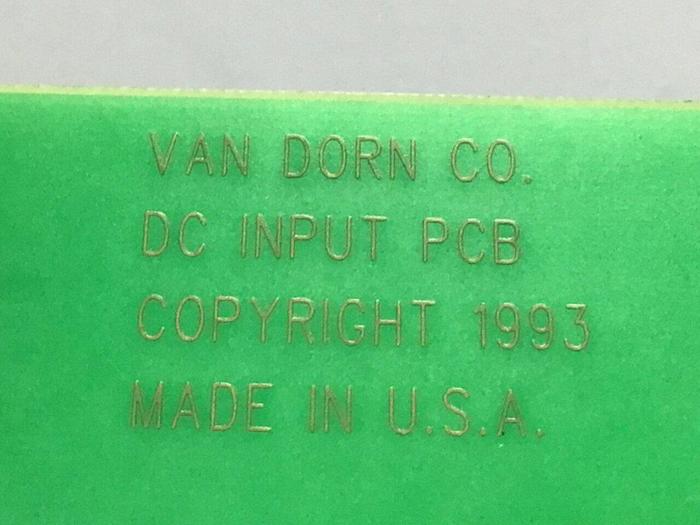 VAN DORN CO.
DC INPUT PCB
COPYRIGHT 1993
MADE IN U.S.A.